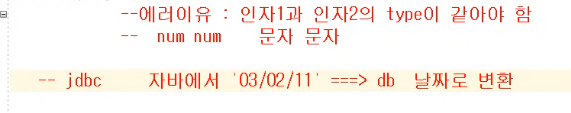 --에러이유 : 인자1과 인자2의 type이 같아야 함
-- num num 문자 문자
-- jdbc 자바에서 '03/02/11' ===> db 날짜로 변환